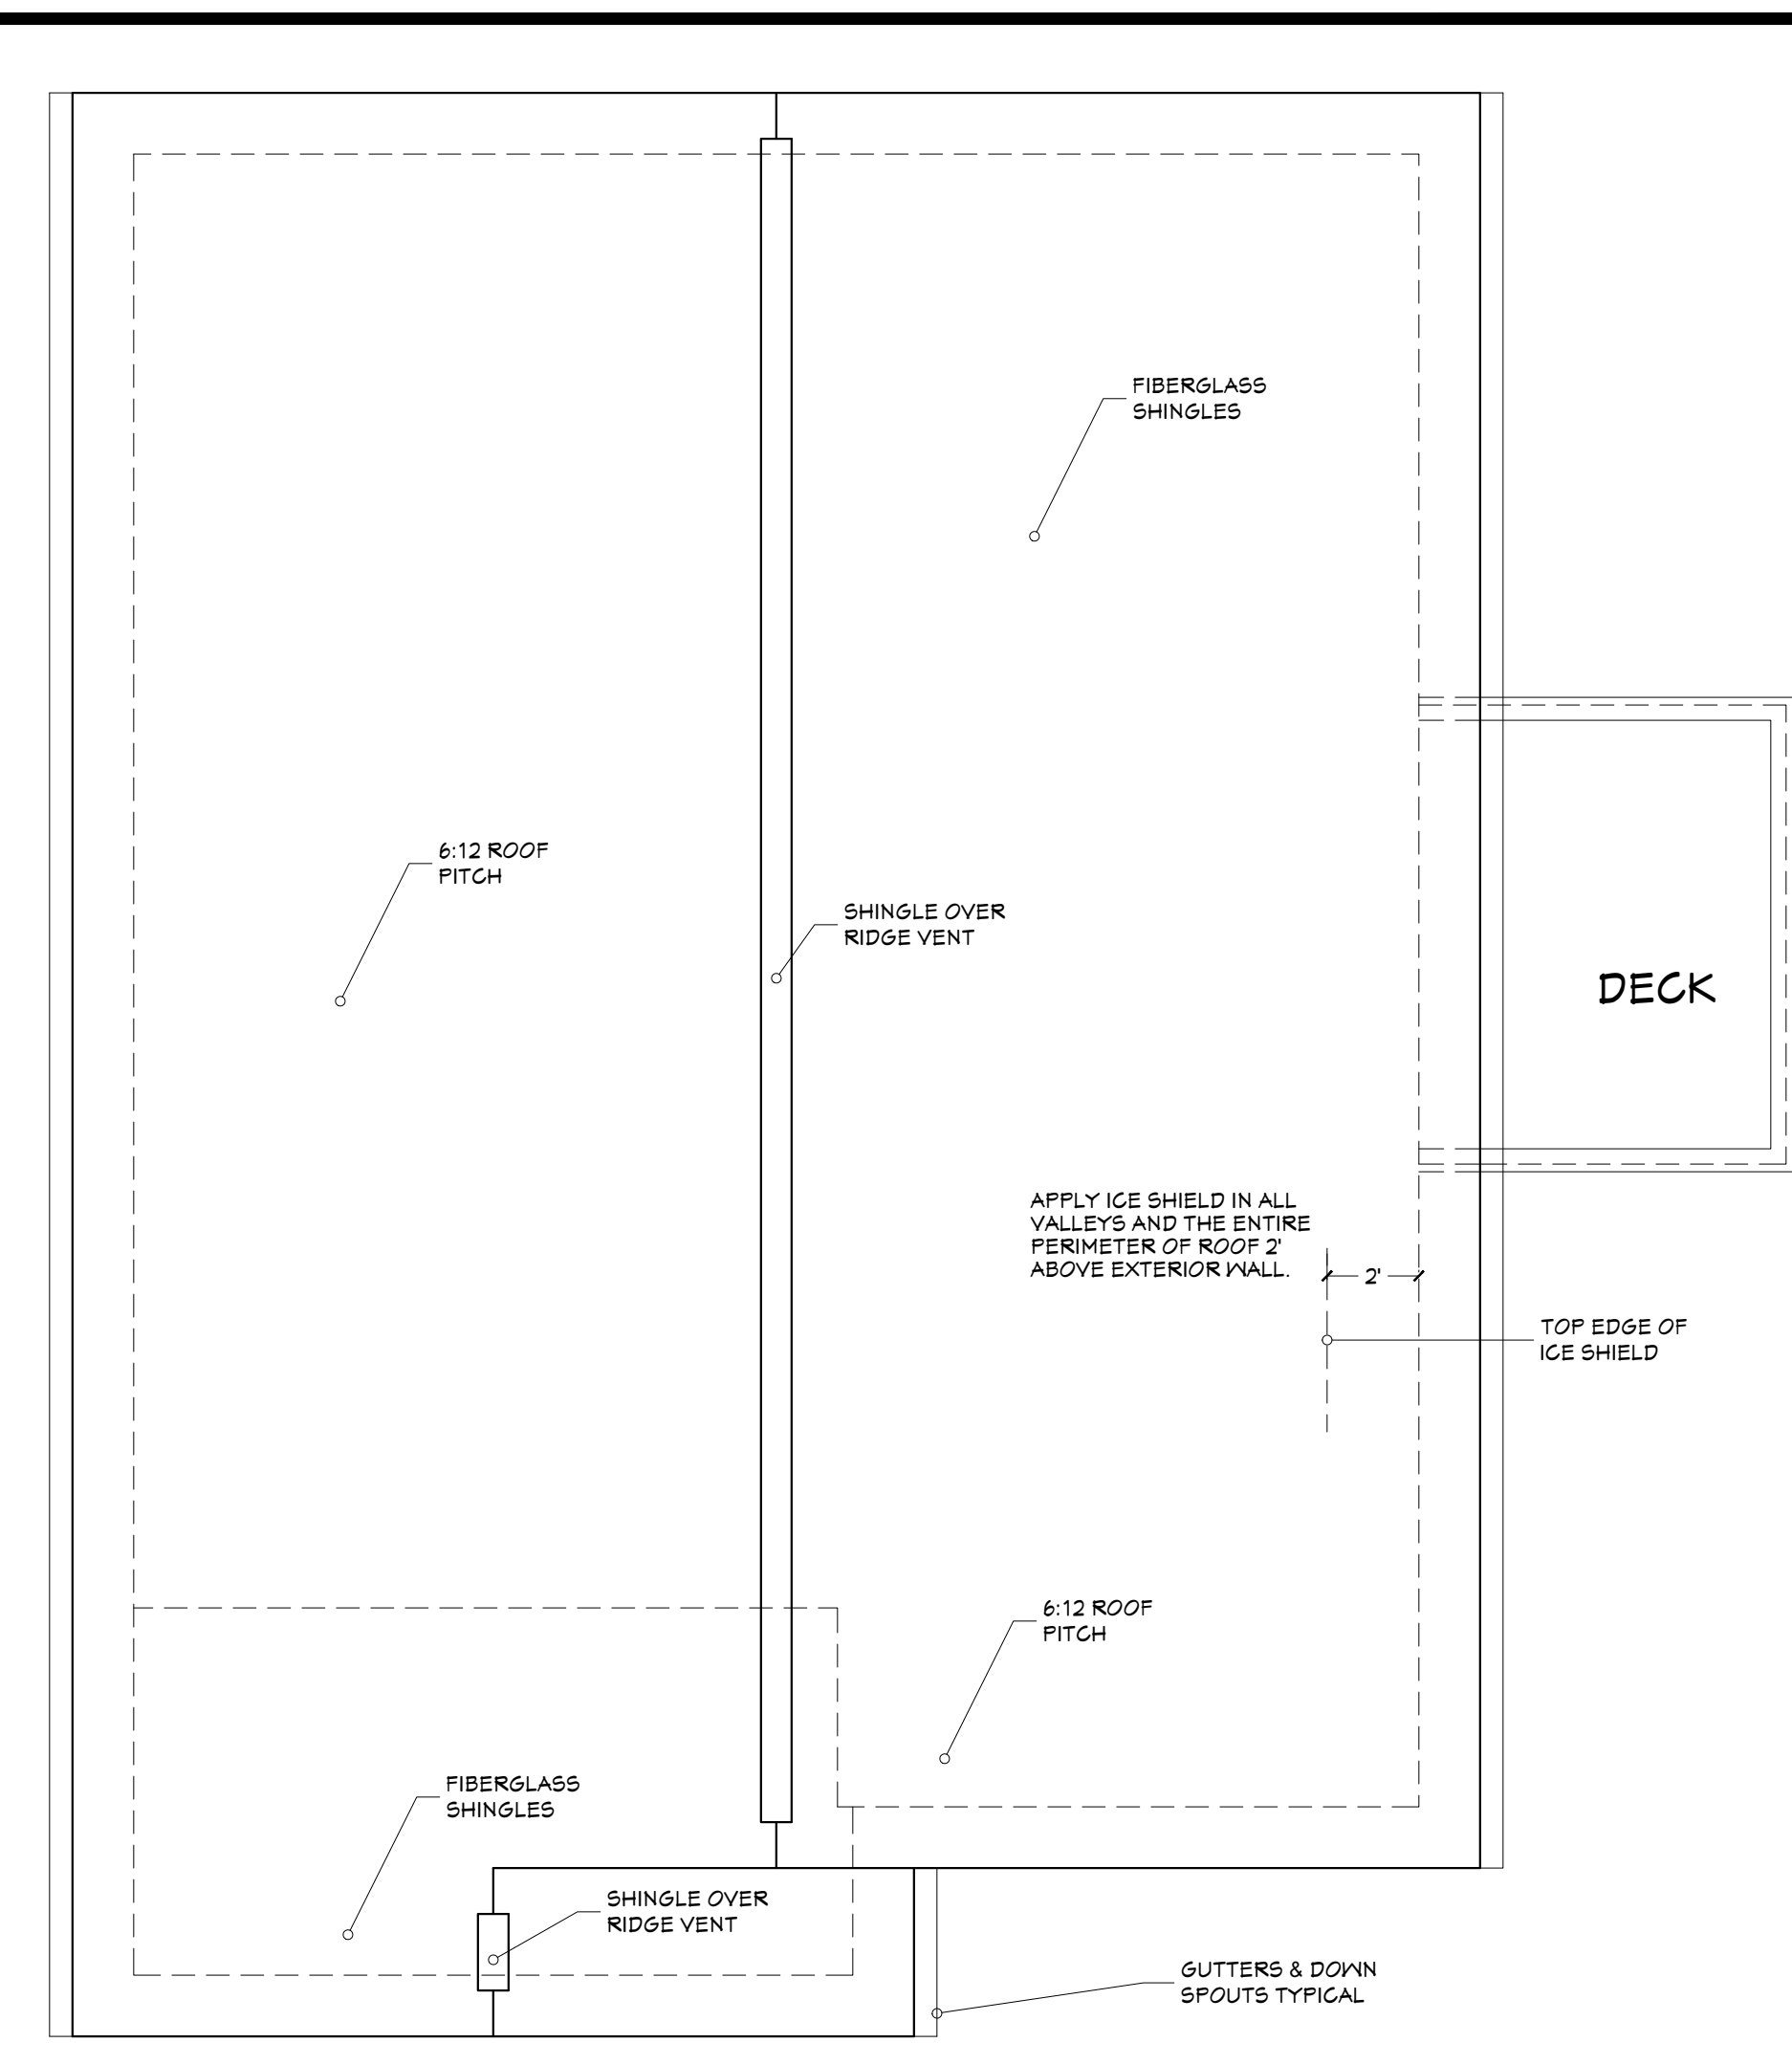 FIBERGLASS
SHINGLES
6:12 ROOF
PITCH
SHINGLE OVER
RIDGE VENT
DECK
APPLY ICE SHIELD IN ALL
VALLEYS AND THE ENTIRE
PERIMETER OF ROOF 2'
ABOVE EXTERIOR WALL.
2'
TOP EDGE OF
ICE SHIELD
6:12 ROOF
PITCH
FIBERGLASS
SHINGLES
SHINGLE OVER
RIDGE VENT
GUTTERS & DOWN
SPOUTS TYPICAL